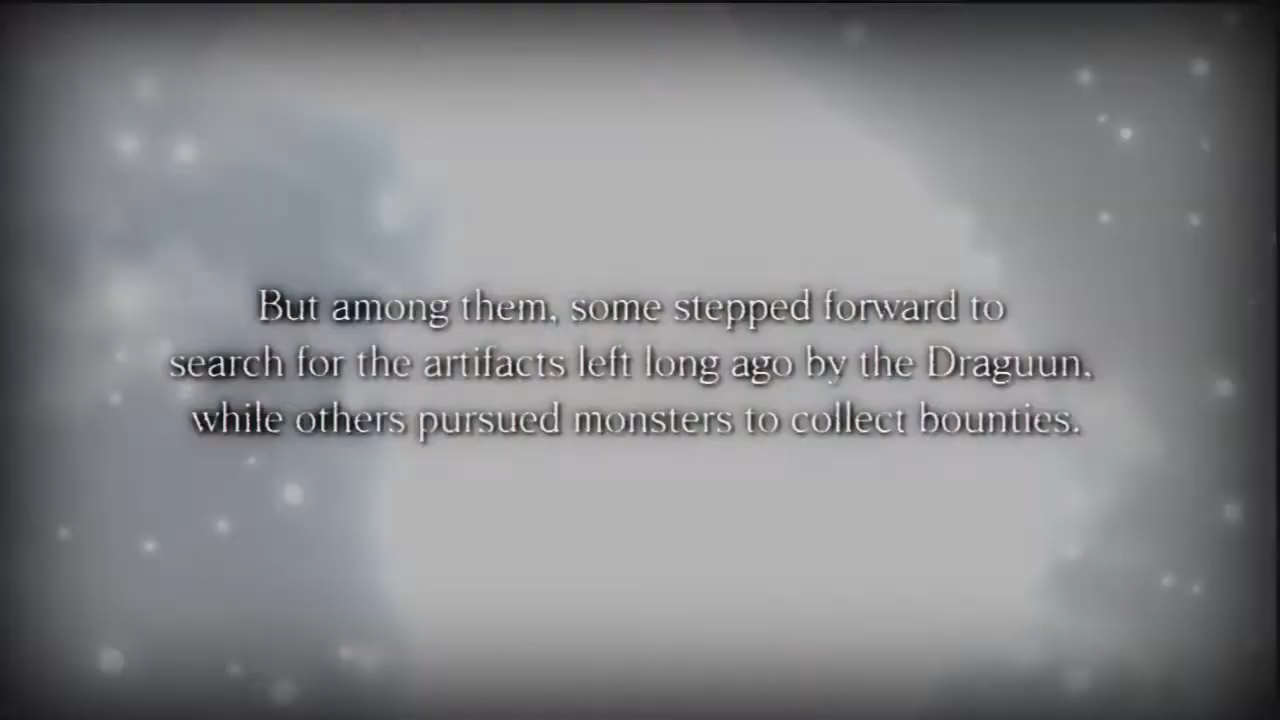 But among them, some stepped forward to
search for the artifacts left long ago by the Draguun,
while others pursued monsters to collect bounties.